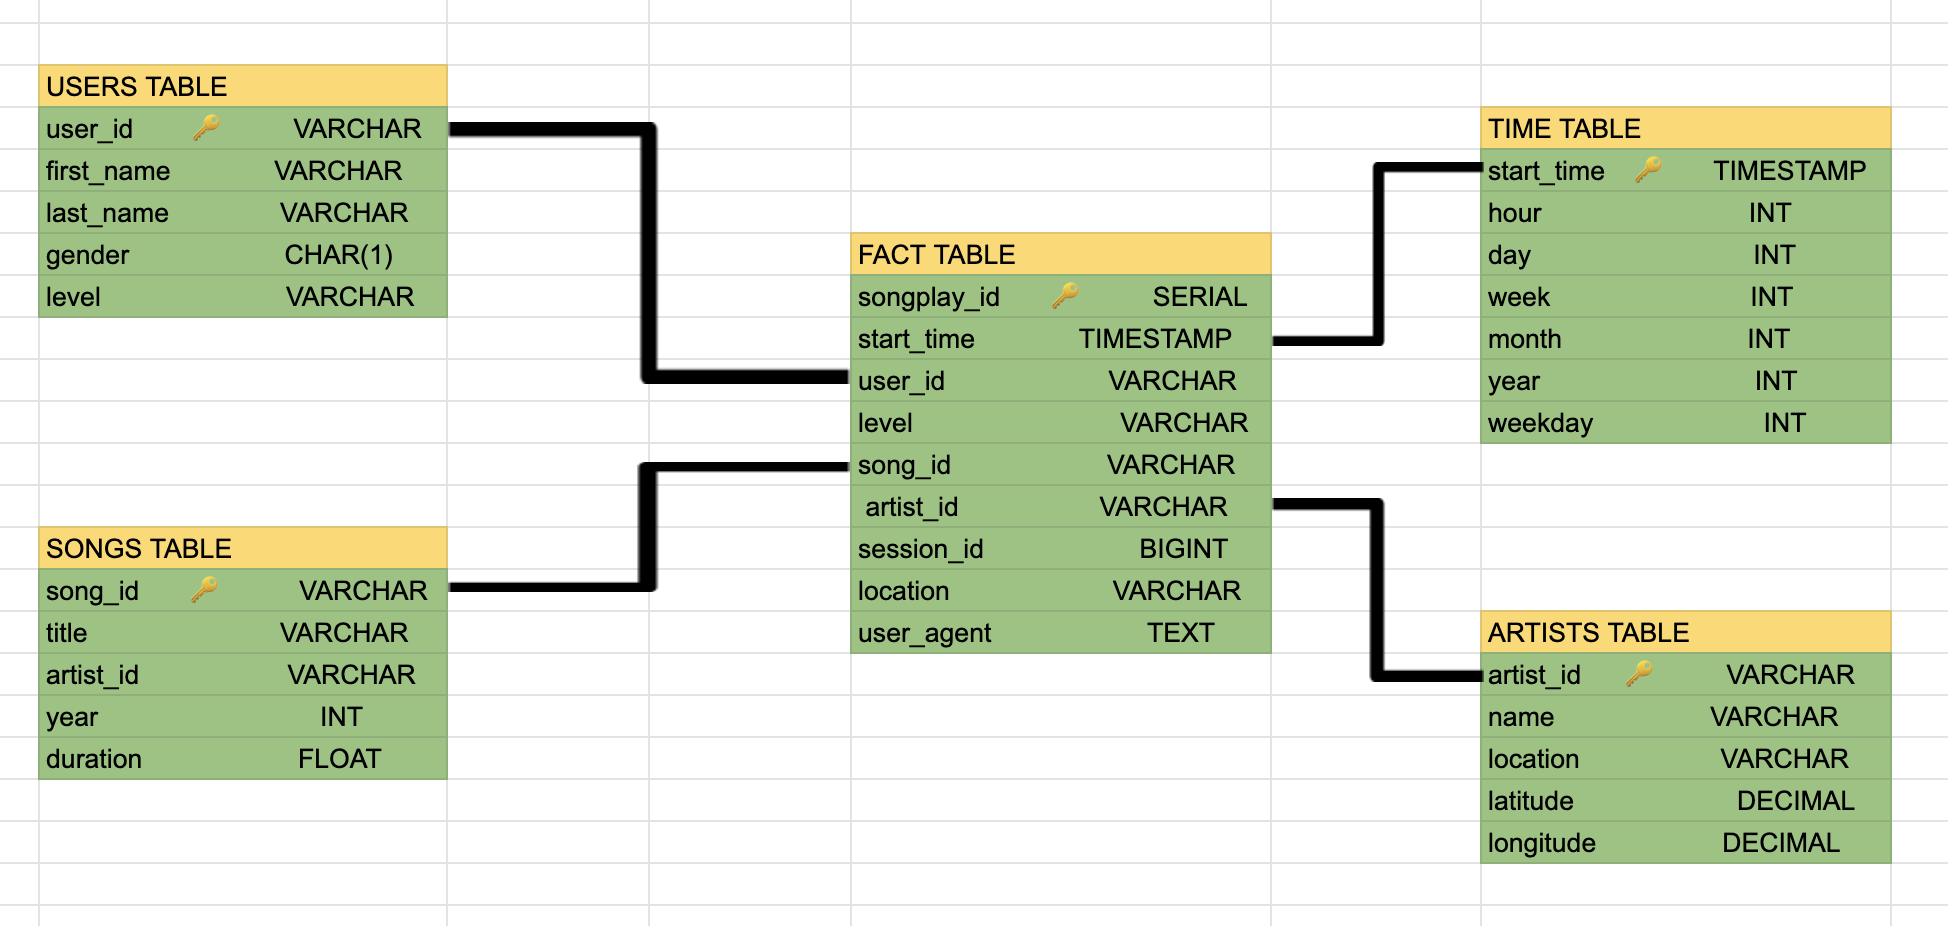 USERS TABLE
user_id 🔑 VARCHAR
first_name VARCHAR
last_name VARCHAR
gender CHAR(1)
level VARCHAR
SONGS TABLE
song_id 🔑 VARCHAR
title VARCHAR
artist_id VARCHAR
year INT
duration FLOAT
FACT TABLE
songplay_id 🔑 SERIAL
start_time TIMESTAMP
user_id VARCHAR
level VARCHAR
song_id VARCHAR
artist_id VARCHAR
session_id BIGINT
location VARCHAR
user_agent TEXT
TIME TABLE
start_time 🔑 TIMESTAMP
hour INT
day INT
week INT
month INT
year INT
weekday INT
ARTISTS TABLE
artist_id 🔑 VARCHAR
name VARCHAR
location VARCHAR
latitude DECIMAL
longitude DECIMAL